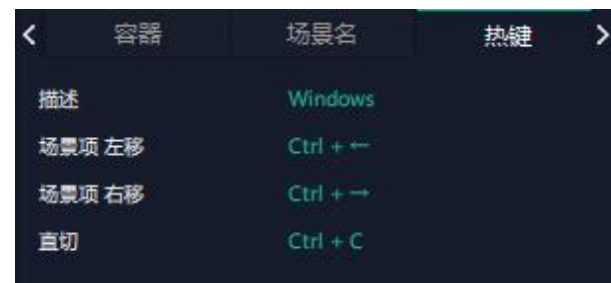 < 容器 场景名 热键 >
描述 Windows
场景项 左移 Ctrl + ←
场景项 右移 Ctrl + →
直切 Ctrl + C